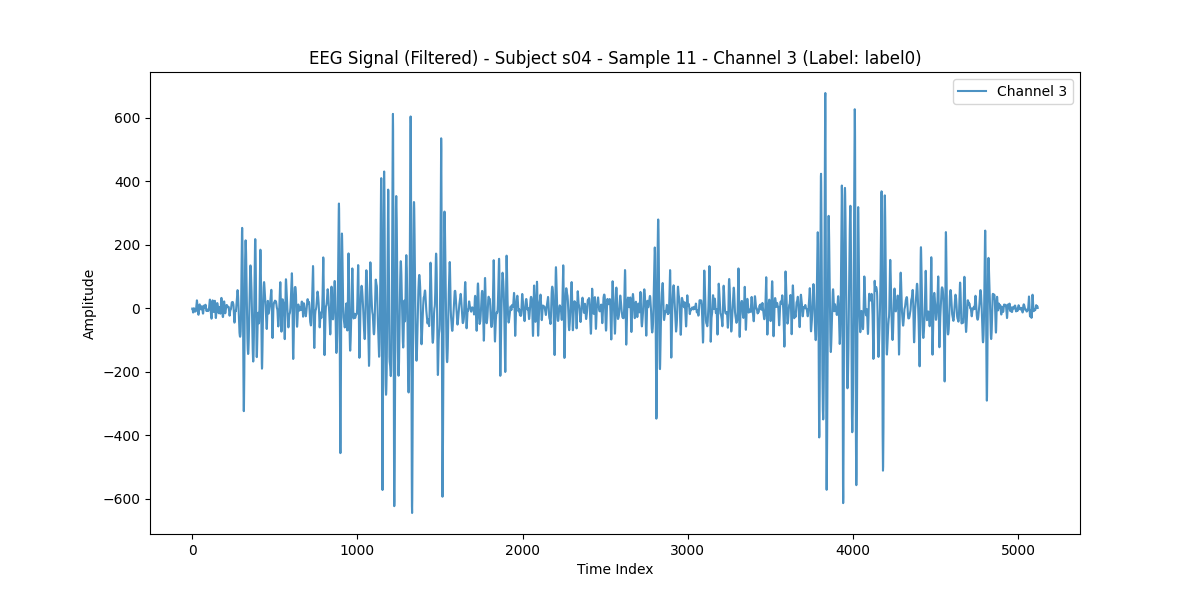 EEG Signal (Filtered) - Subject s04 - Sample 11 - Channel 3 (Label: label0)
Channel 3
600
400
200
0
−200
−400
−600
Amplitude
0 1000 2000 3000 4000 5000
Time Index